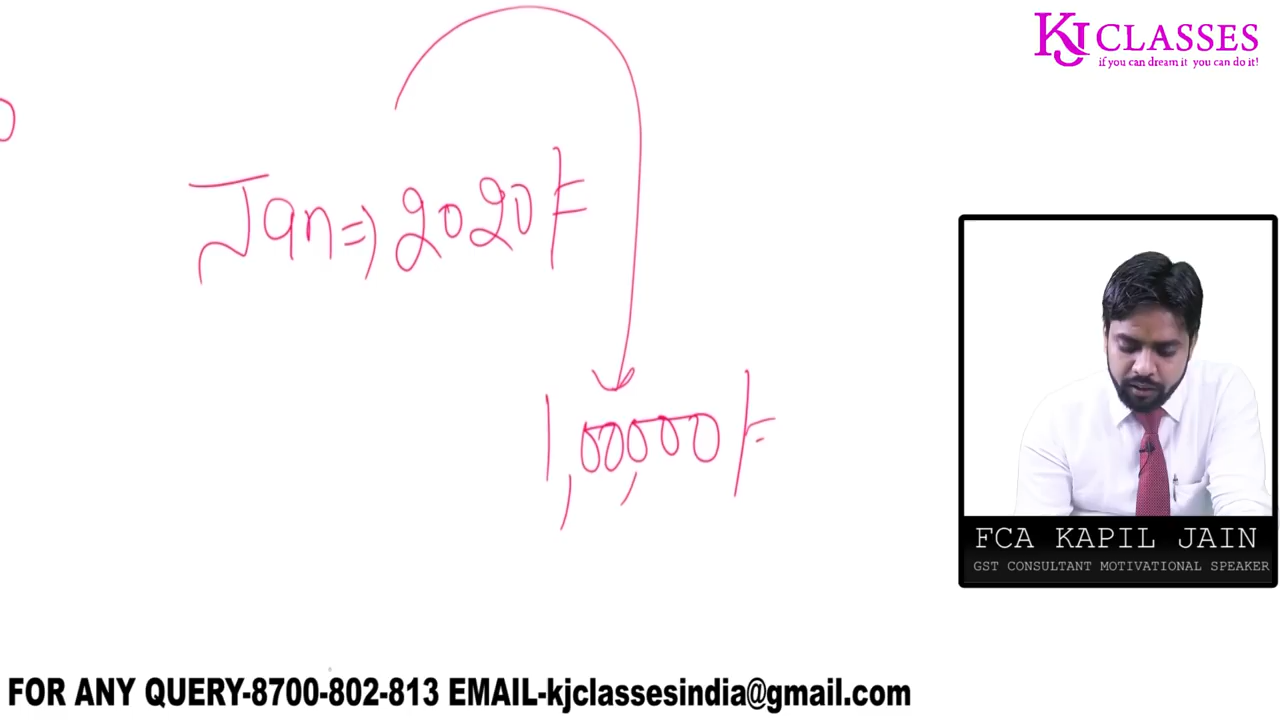 KJ CLASSES
if you can dream it you can do it!
Jan => 2020/=
1,00,000/=
FCA KAPIL JAIN
GST CONSULTANT MOTIVATIONAL SPEAKER
FOR ANY QUERY-8700-802-813 EMAIL-kjclassesindia@gmail.com